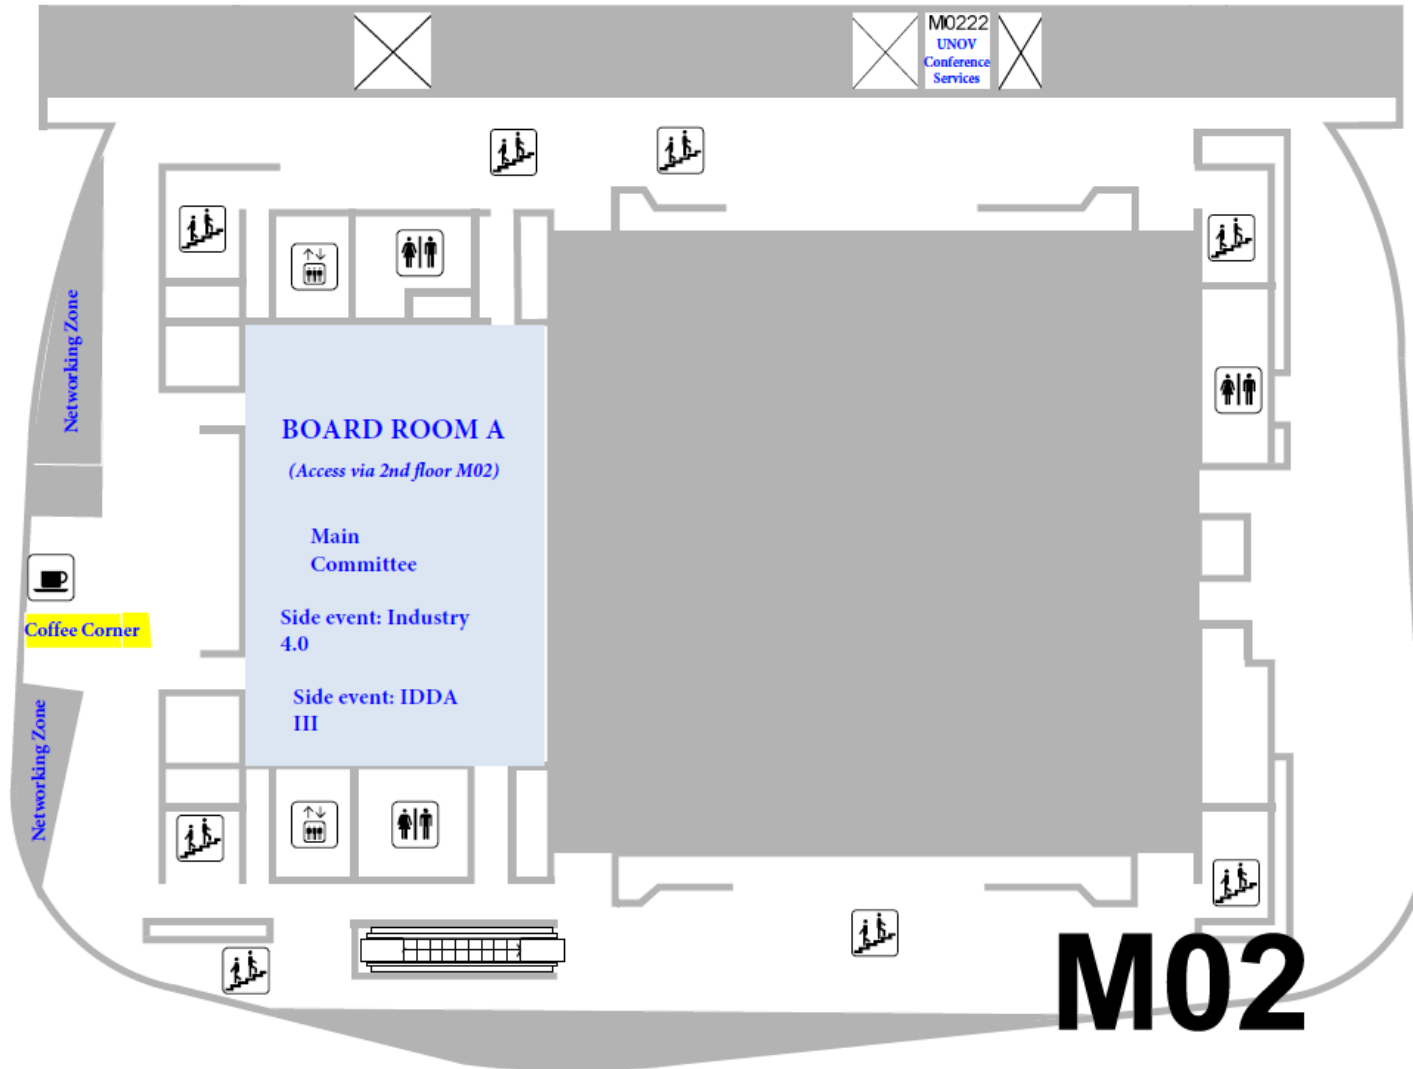 M0222
UNOV
Conference
Services
Networking Zone
BOARD ROOM A
(Access via 2nd floor M02)
Main
Committee
Side event: Industry
4.0
Side event: IDDA
III
Coffee Corner
Networking Zone
M02